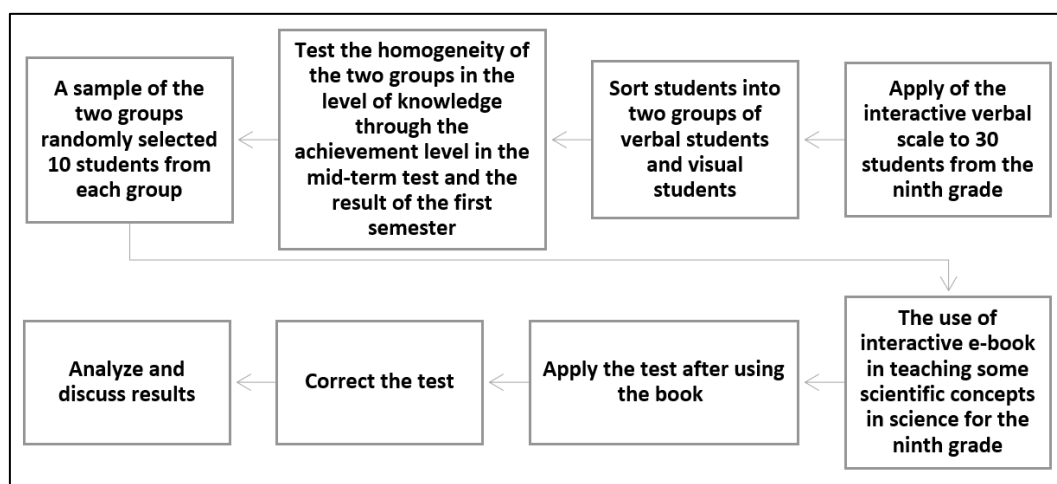 Apply of the
interactive verbal
scale to 30
students from the
ninth grade
Sort students into
two groups of
verbal students
and visual
students
Test the homogeneity of
the two groups in the
level of knowledge
through the
achievement level in the
mid-term test and the
result of the first
semester
A sample of the
two groups
randomly selected
10 students from
each group
The use of
interactive e-book
in teaching some
scientific concepts
in science for the
ninth grade
Apply the test after using
the book
Correct the test
Analyze and
discuss results